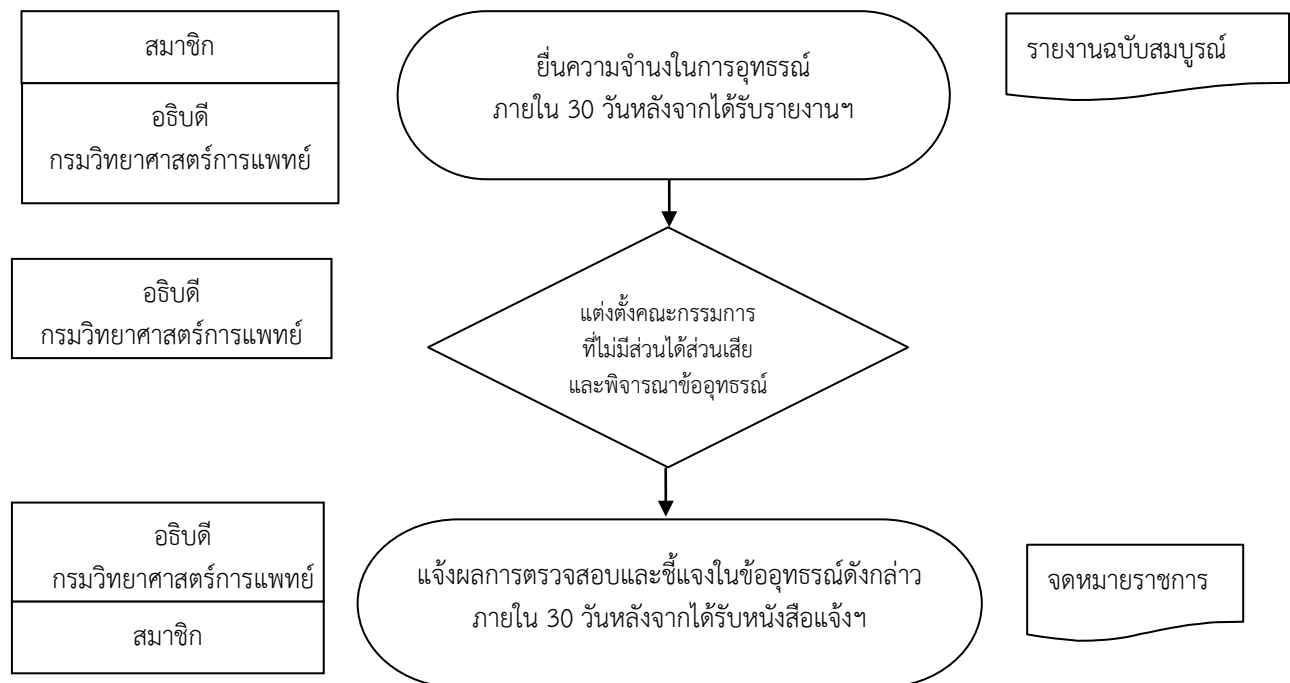 สมาชิก
อธิบดี
กรมวิทยาศาสตร์การแพทย์
ยื่นความจำนงในการอุทธรณ์
ภายใน 30 วันหลังจากได้รับรายงานฯ
รายงานฉบับสมบูรณ์
อธิบดี
กรมวิทยาศาสตร์การแพทย์
แต่งตั้งคณะกรรมการ
ที่ไม่มีส่วนได้ส่วนเสีย
และพิจารณาข้ออุทธรณ์
อธิบดี
กรมวิทยาศาสตร์การแพทย์
สมาชิก
แจ้งผลการตรวจสอบและชี้แจงในข้ออุทธรณ์ดังกล่าว
ภายใน 30 วันหลังจากได้รับหนังสือแจ้งฯ
จดหมายราชการ